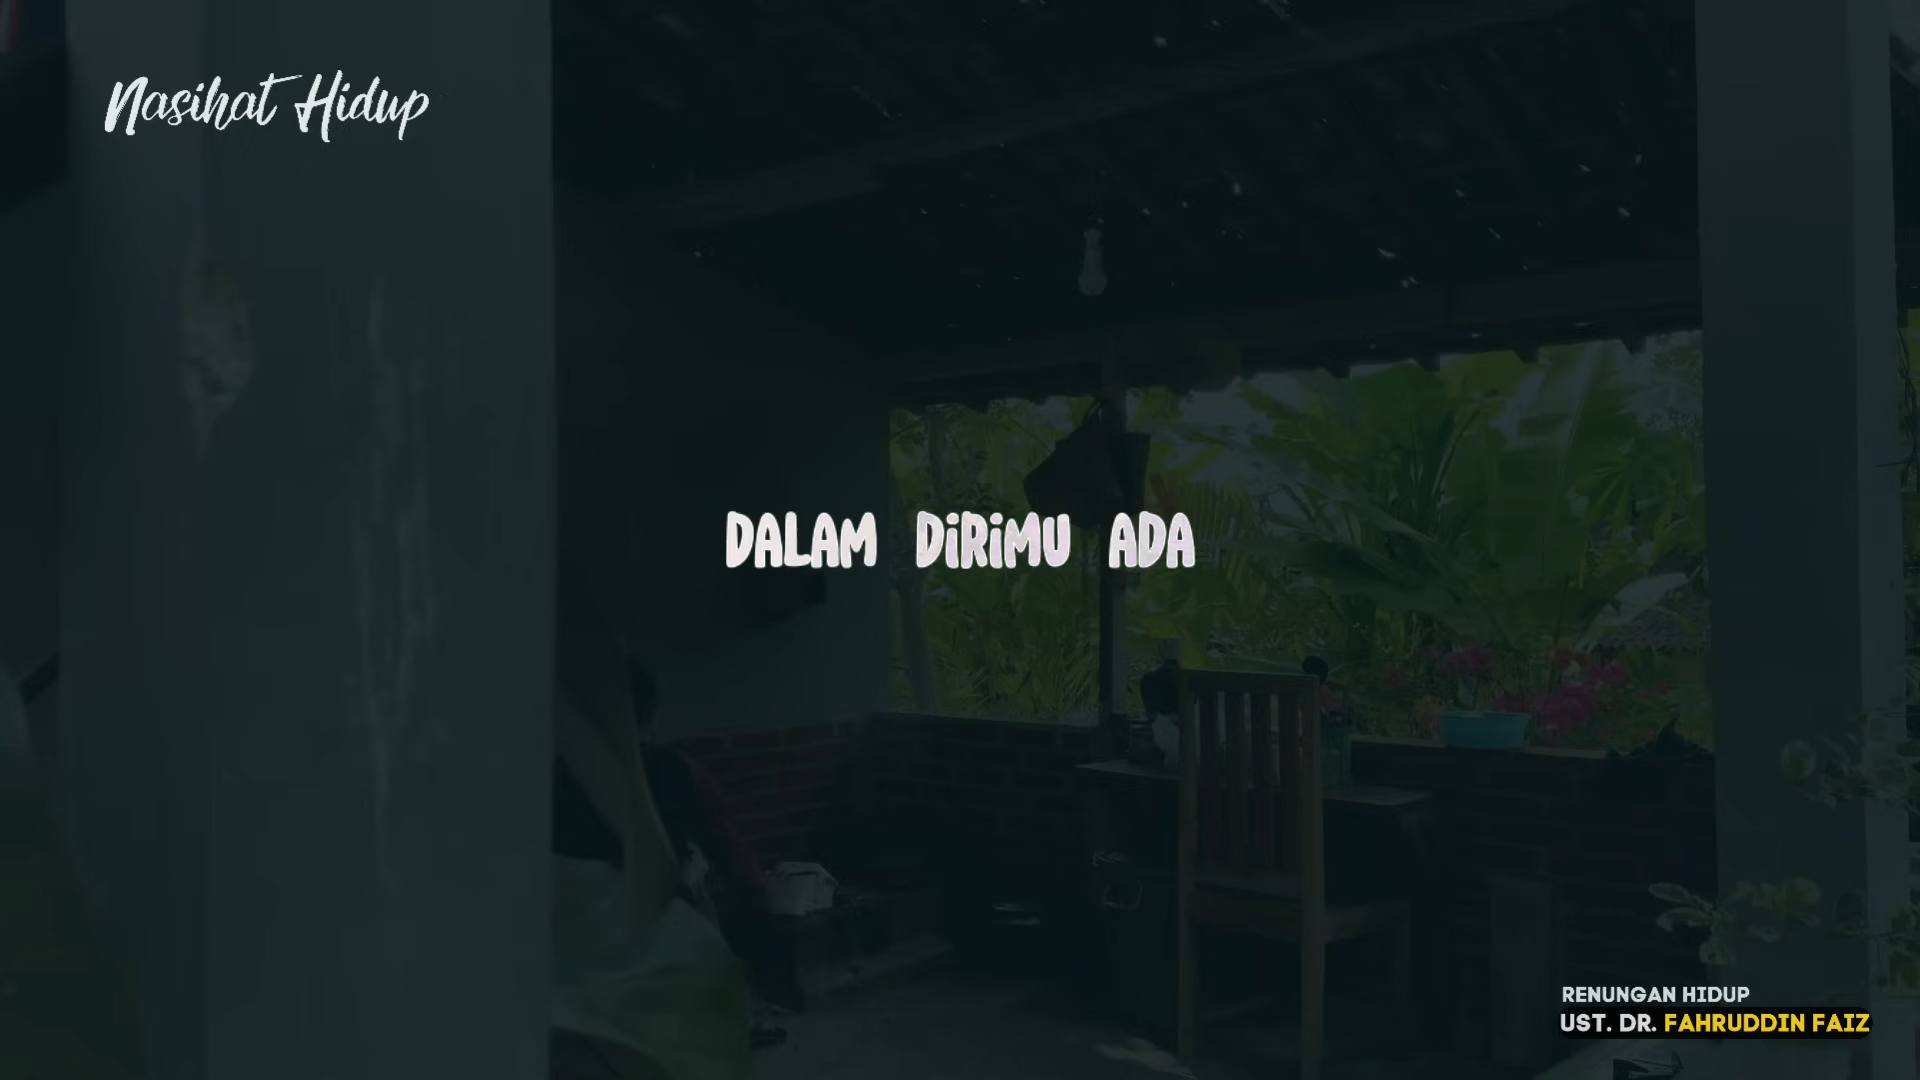 Nasihat Hidup
DALAM DiRiMU ADA
RENUNGAN HIDUP
UST. DR. FAHRUDDIN FAIZ